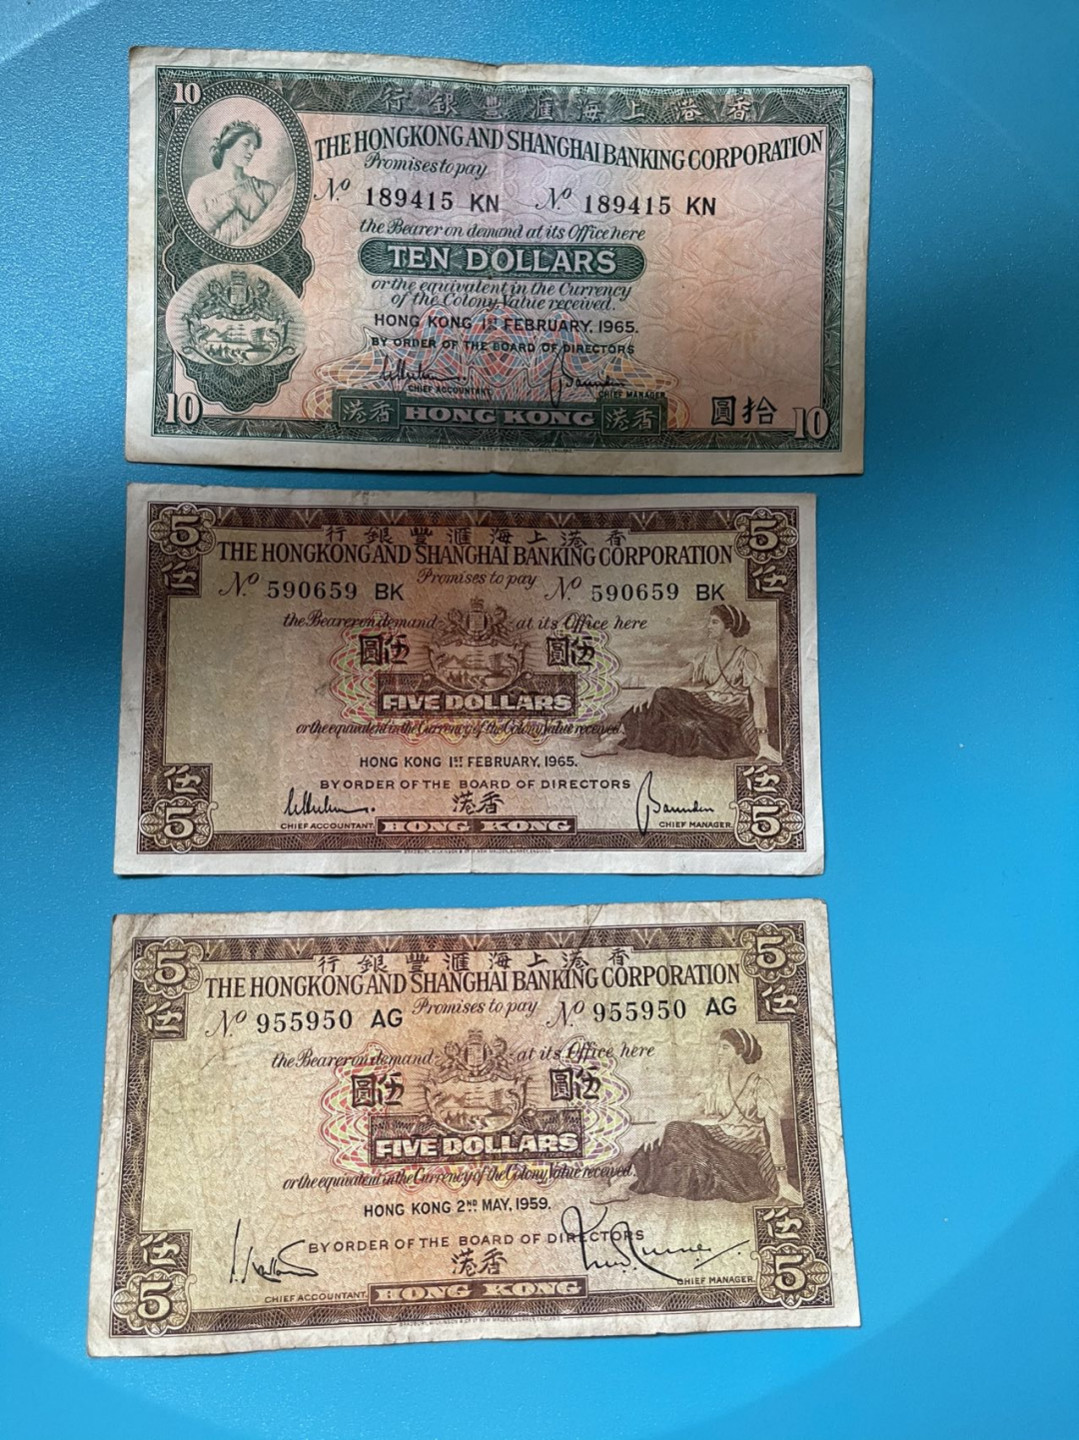 10
行銀豐滙海上港香
THE HONGKONG AND SHANGHAI BANKING CORPORATION
Promises to pay
No 189415 KN No 189415 KN
the Bearer on demand at its Office here
TEN DOLLARS
or the equivalent in the Currency
of the Colony Value received.
HONG KONG 1ST FEBRUARY, 1965.
BY ORDER OF THE BOARD OF DIRECTORS
CHIEF ACCOUNTANT CHIEF MANAGER
10 港香 HONG KONG 港香 圓拾 10
5 行銀豐滙海上港香 5
THE HONGKONG AND SHANGHAI BANKING CORPORATION
伍 Promises to pay 伍
No 590659 BK No 590659 BK
the Bearer on demand at its Office here
圓伍 圓伍
FIVE DOLLARS
or the equivalent in the Currency of the Colony Value received.
HONG KONG 1ST FEBRUARY, 1965.
伍 BY ORDER OF THE BOARD OF DIRECTORS 伍
港香
5 CHIEF ACCOUNTANT. HONG KONG CHIEF MANAGER. 5
5 行銀豐滙海上港香 5
THE HONGKONG AND SHANGHAI BANKING CORPORATION
伍 Promises to pay 伍
No 955950 AG No 955950 AG
the Bearer on demand at its Office here
圓伍 圓伍
FIVE DOLLARS
or the equivalent in the Currency of the Colony Value received.
HONG KONG 2ND MAY, 1959.
伍 BY ORDER OF THE BOARD OF DIRECTORS 伍
港香
5 CHIEF ACCOUNTANT. HONG KONG CHIEF MANAGER. 5